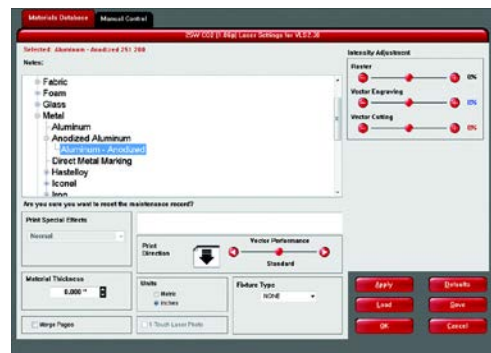 Materials Database Manual Control
25W CO2 [1.06µ] Laser Settings for VLS2.30
Selected: Aluminum - Anodized 251.200
Notes:
Fabric
Foam
Glass
Metal
Aluminum
Anodized Aluminum
Aluminum - Anodized
Direct Metal Marking
Hastelloy
Iconel
Iron
Are you sure you want to reset the maintenance record?
Intensity Adjustment
Raster
0%
Vector Engraving
0%
Vector Cutting
0%
Print Special Effects
Normal
Print Direction
Vector Performance
Standard
Material Thickness
0.000 "
Units
Metric
Inches
Fixture Type
NONE
Merge Pages
1 Touch Laser Photo
Apply Defaults
Load Save
OK Cancel